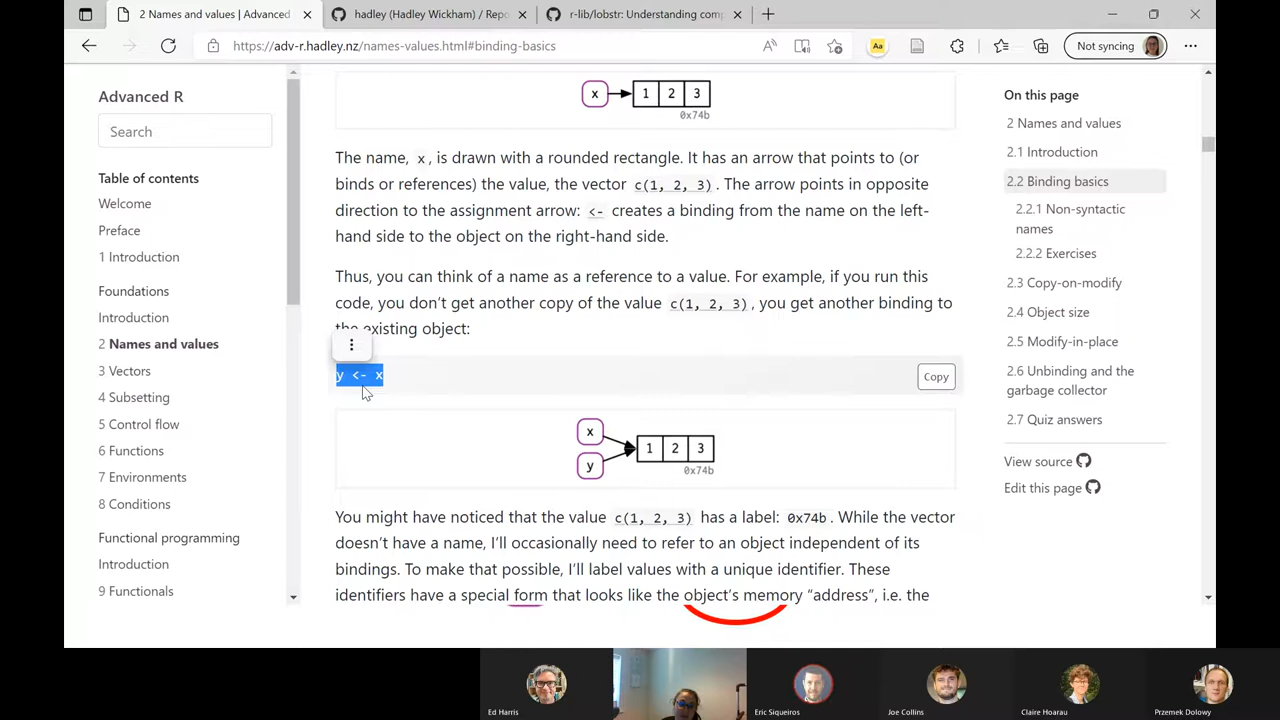 2 Names and values | Advanced
hadley (Hadley Wickham) / Repo
r-lib/lobstr: Understanding comp
https://adv-r.hadley.nz/names-values.html#binding-basics
Aa
Not syncing
Advanced R
Search
Table of contents
Welcome
Preface
1 Introduction
Foundations
Introduction
2 Names and values
3 Vectors
4 Subsetting
5 Control flow
6 Functions
7 Environments
8 Conditions
Functional programming
Introduction
9 Functionals
x
1 2 3
0x74b
The name, x, is drawn with a rounded rectangle. It has an arrow that points to (or
binds or references) the value, the vector c(1, 2, 3). The arrow points in opposite
direction to the assignment arrow: <- creates a binding from the name on the left-
hand side to the object on the right-hand side.
Thus, you can think of a name as a reference to a value. For example, if you run this
code, you don’t get another copy of the value c(1, 2, 3), you get another binding to
the existing object:
y <- x
Copy
x
y
1 2 3
0x74b
You might have noticed that the value c(1, 2, 3) has a label: 0x74b. While the vector
doesn’t have a name, I’ll occasionally need to refer to an object independent of its
bindings. To make that possible, I’ll label values with a unique identifier. These
identifiers have a special form that looks like the object’s memory “address”, i.e. the
On this page
2 Names and values
2.1 Introduction
2.2 Binding basics
2.2.1 Non-syntactic
names
2.2.2 Exercises
2.3 Copy-on-modify
2.4 Object size
2.5 Modify-in-place
2.6 Unbinding and the
garbage collector
2.7 Quiz answers
View source
Edit this page
Ed Harris
Eric Siqueiros
Joe Collins
Claire Hoarau
Przemek Dolowy